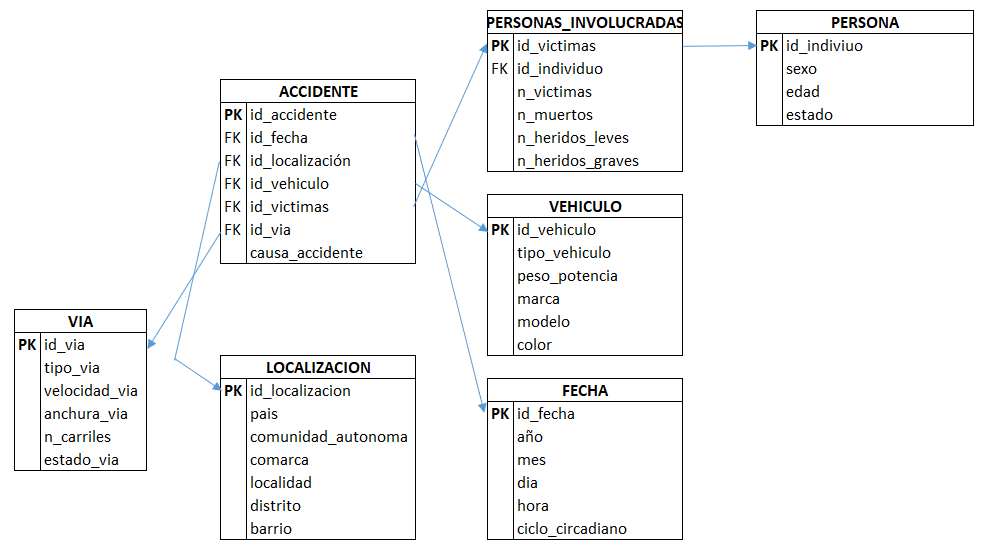 PERSONAS_INVOLUCRADAS
PK id_victimas
FK id_individuo
n_victimas
n_muertos
n_heridos_leves
n_heridos_graves
PERSONA
PK id_indiviuo
sexo
edad
estado
ACCIDENTE
PK id_accidente
FK id_fecha
FK id_localización
FK id_vehiculo
FK id_victimas
FK id_via
causa_accidente
VEHICULO
PK id_vehiculo
tipo_vehiculo
peso_potencia
marca
modelo
color
VIA
PK id_via
tipo_via
velocidad_via
anchura_via
n_carriles
estado_via
LOCALIZACION
PK id_localizacion
pais
comunidad_autonoma
comarca
localidad
distrito
barrio
FECHA
PK id_fecha
año
mes
dia
hora
ciclo_circadiano